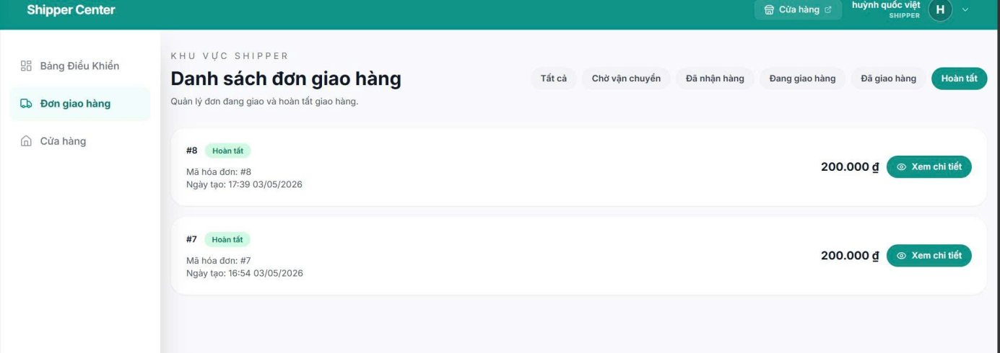 Shipper Center
Cửa hàng
huỳnh quốc việt
SHIPPER
H
Bảng Điều Khiển
Đơn giao hàng
Cửa hàng
KHU VỰC SHIPPER
Danh sách đơn giao hàng
Quản lý đơn đang giao và hoàn tất giao hàng.
Tất cả
Chờ vận chuyển
Đã nhận hàng
Đang giao hàng
Đã giao hàng
Hoàn tất
#8 Hoàn tất
Mã hóa đơn: #8
Ngày tạo: 17:39 03/05/2026
200.000 ₫
Xem chi tiết
#7 Hoàn tất
Mã hóa đơn: #7
Ngày tạo: 16:54 03/05/2026
200.000 ₫
Xem chi tiết